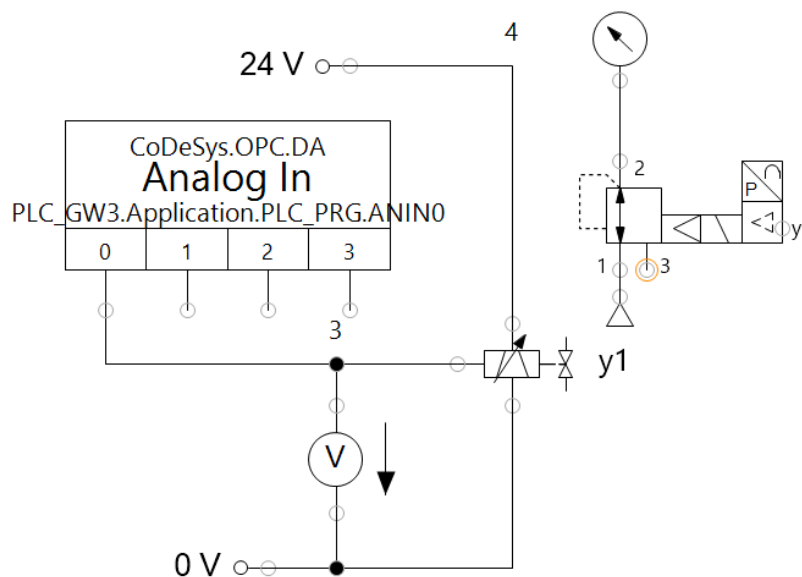 4
24 V
CoDeSys.OPC.DA
Analog In
PLC_GW3.Application.PLC_PRG.ANIN0
0 1 2 3
2
P
y
1 3
3
y1
V
0 V